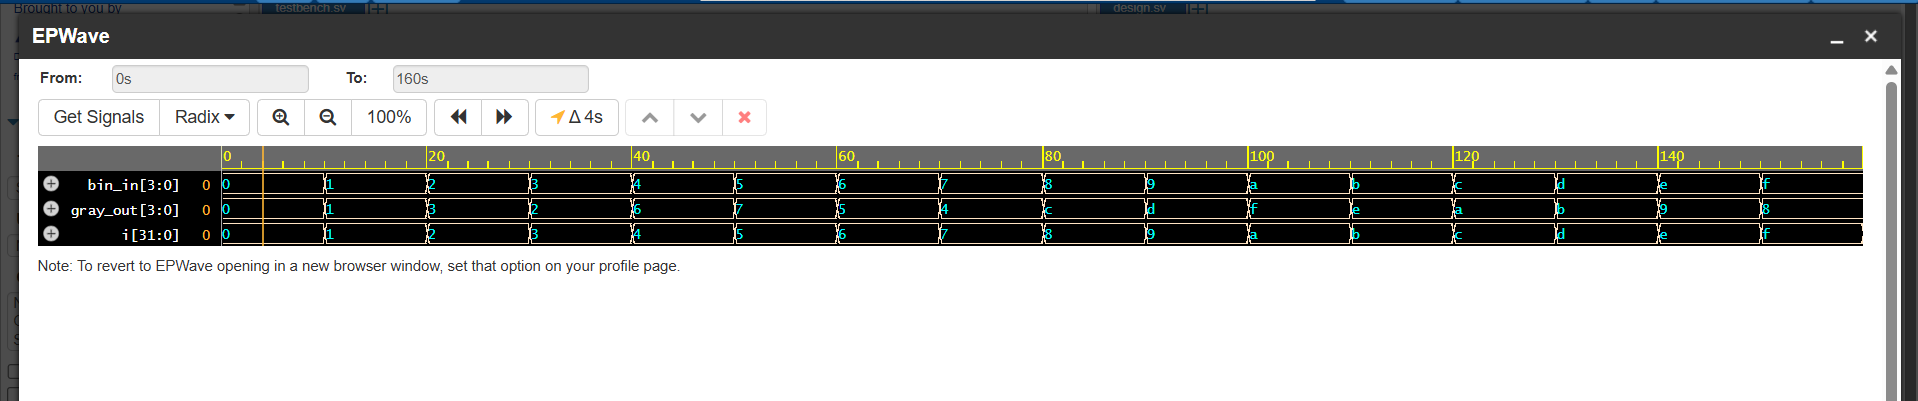 Brought to you by testbench.sv design.sv
EPWave
From: 0s To: 160s
Get Signals Radix 100% Δ 4s
0 20 40 60 80 100 120 140
bin_in[3:0] 0 0 1 2 3 4 5 6 7 8 9 a b c d e f
gray_out[3:0] 0 0 1 3 2 6 7 5 4 c d f e a b 9 8
i[31:0] 0 0 1 2 3 4 5 6 7 8 9 a b c d e f
Note: To revert to EPWave opening in a new browser window, set that option on your profile page.